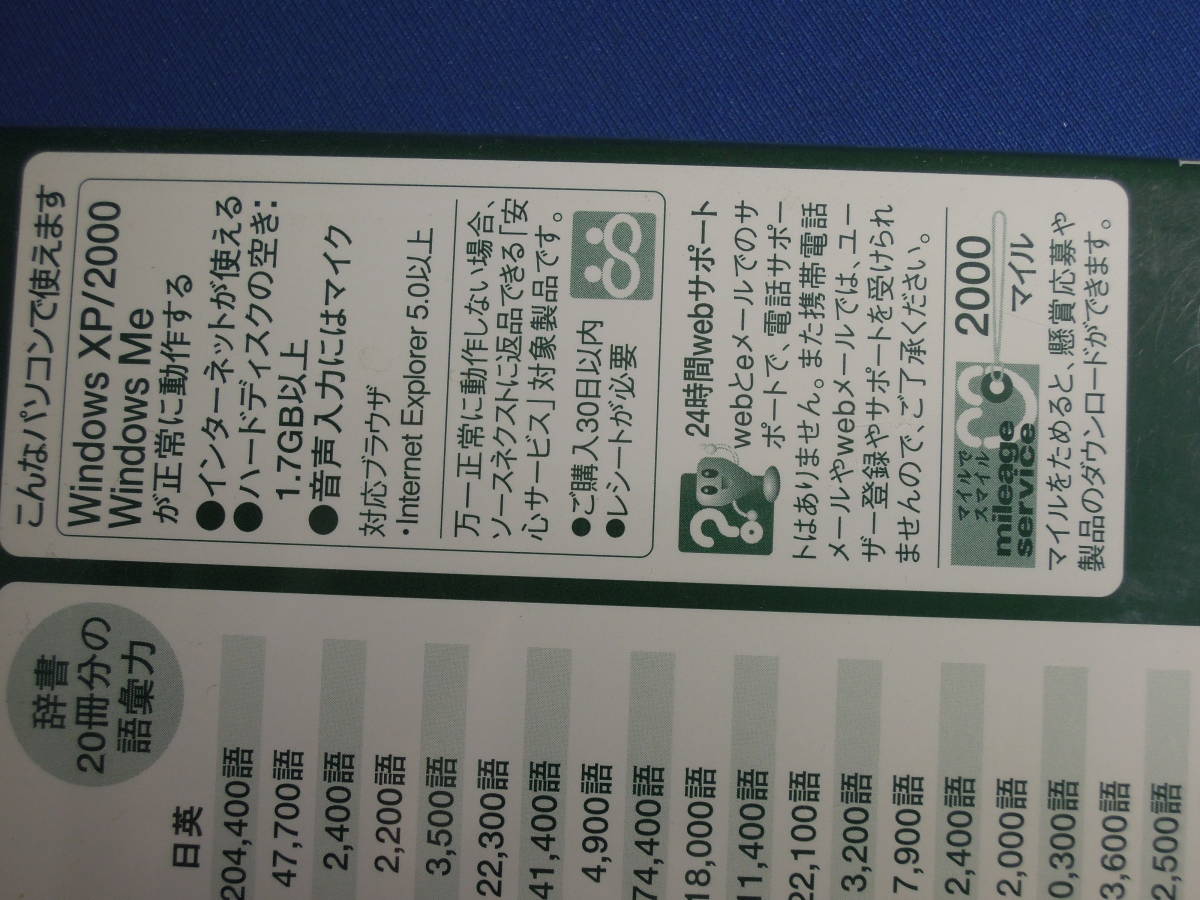 こんなパソコンで使えます
Windows XP/2000
Windows Me
が正常に動作する
●インターネットが使える
●ハードディスクの空き:
1.7GB以上
●音声入力にはマイク
対応ブラウザ
・Internet Explorer 5.0以上
万一正常に動作しない場合、
ソースネクストに返品できる「安
心サービス」対象製品です。
●ご購入30日以内
●レシートが必要
24時間webサポート
webとeメールでのサ
ポートで、電話サポー
トはありません。また携帯電話
メールやwebメールでは、ユー
ザー登録やサポートを受けられ
ませんのでご了承ください。
マイルで
スマイル
mileage
service
2000
マイル
マイルをためると、懸賞応募や
製品のダウンロードができます。
辞書
20冊分の
語彙力
日英
204,400語
47,700語
2,400語
2,200語
3,500語
22,300語
41,400語
4,900語
74,400語
18,000語
11,400語
22,100語
3,200語
7,900語
2,400語
2,000語
0,300語
3,600語
2,500語